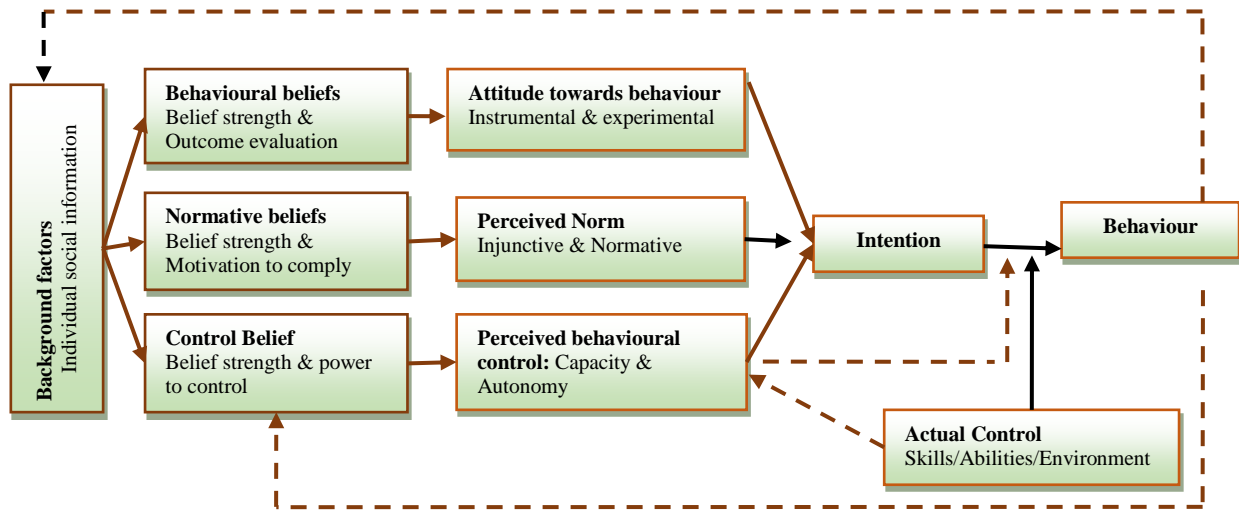 Background factors
Individual social information
Behavioural beliefs
Belief strength &
Outcome evaluation
Attitude towards behaviour
Instrumental & experimental
Normative beliefs
Belief strength &
Motivation to comply
Perceived Norm
Injunctive & Normative
Intention
Behaviour
Control Belief
Belief strength & power
to control
Perceived behavioural
control: Capacity &
Autonomy
Actual Control
Skills/Abilities/Environment